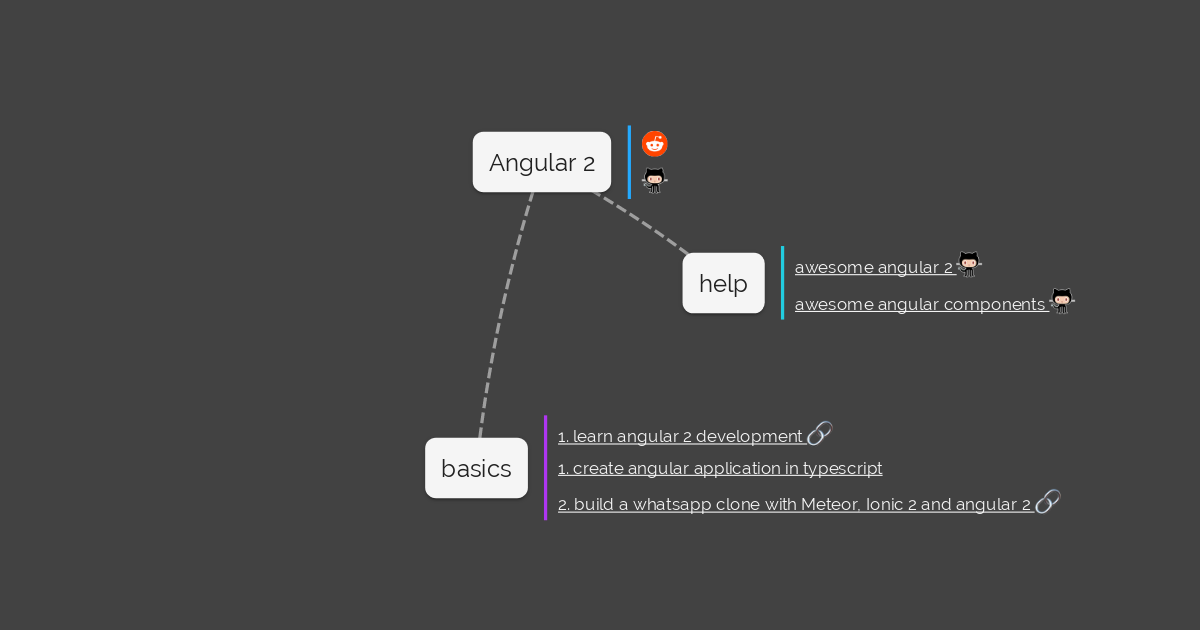 Angular 2
help
awesome angular 2
awesome angular components
basics
1. learn angular 2 development
1. create angular application in typescript
2. build a whatsapp clone with Meteor, Ionic 2 and angular 2